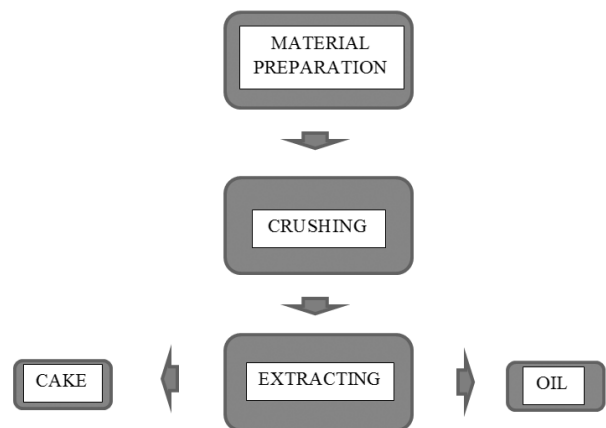 MATERIAL
PREPARATION
CRUSHING
CAKE
EXTRACTING
OIL